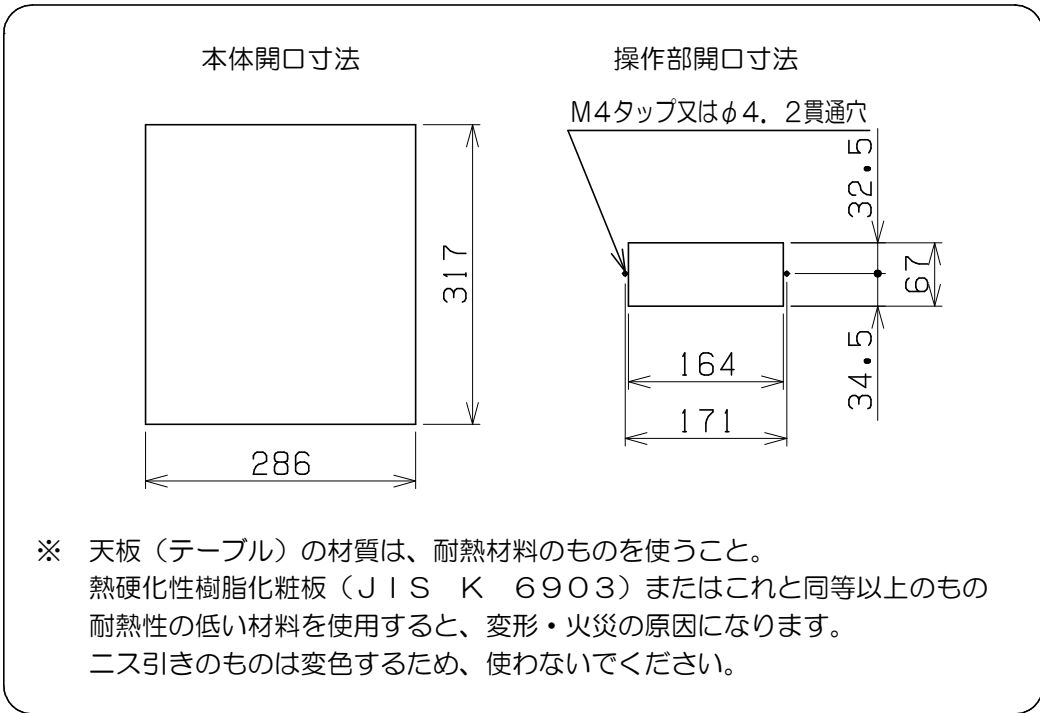 本体開口寸法
操作部開口寸法
M4タップ又はφ4．2貫通穴
317
286
32.5
67
34.5
164
171
※　天板（テーブル）の材質は、耐熱材料のものを使うこと。
熱硬化性樹脂化粧板（JIS　K　6903）またはこれと同等以上のもの
耐熱性の低い材料を使用すると、変形・火災の原因になります。
ニス引きのものは変色するため、使わないでください。